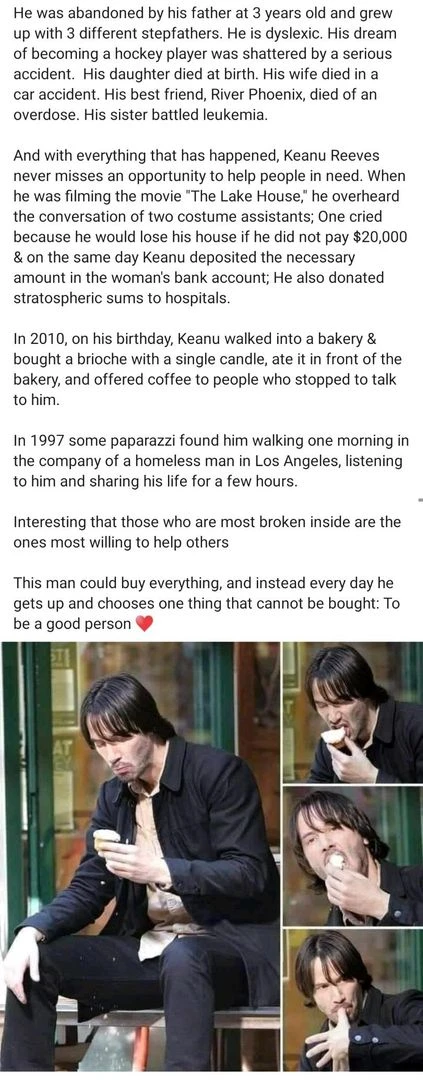 He was abandoned by his father at 3 years old and grew
up with 3 different stepfathers. He is dyslexic. His dream
of becoming a hockey player was shattered by a serious
accident.  His daughter died at birth. His wife died in a
car accident. His best friend, River Phoenix, died of an
overdose. His sister battled leukemia.
And with everything that has happened, Keanu Reeves
never misses an opportunity to help people in need. When
he was filming the movie "The Lake House," he overheard
the conversation of two costume assistants; One cried
because he would lose his house if he did not pay $20,000
& on the same day Keanu deposited the necessary
amount in the woman's bank account; He also donated
stratospheric sums to hospitals.
In 2010, on his birthday, Keanu walked into a bakery &
bought a brioche with a single candle, ate it in front of the
bakery, and offered coffee to people who stopped to talk
to him.
In 1997 some paparazzi found him walking one morning in
the company of a homeless man in Los Angeles, listening
to him and sharing his life for a few hours.
Interesting that those who are most broken inside are the
ones most willing to help others
This man could buy everything, and instead every day he
gets up and chooses one thing that cannot be bought: To
be a good person ❤️